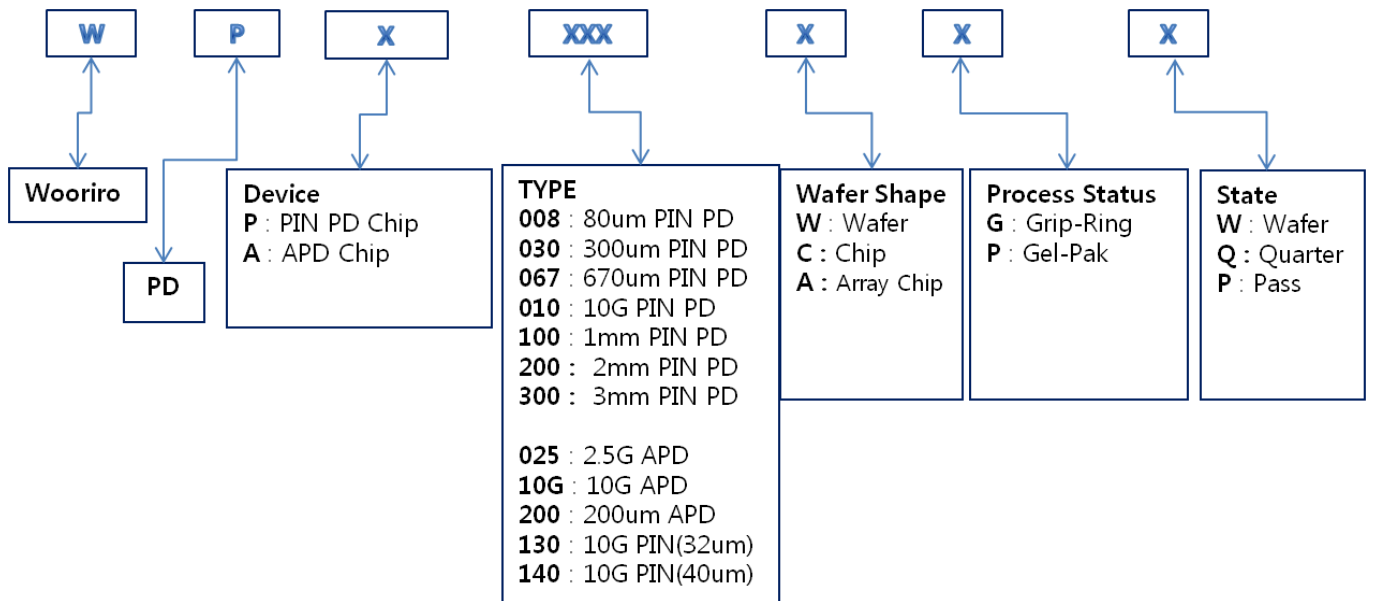 W P X XXX X X X
Wooriro
PD
Device
P : PIN PD Chip
A : APD Chip
TYPE
008 : 80um PIN PD
030 : 300um PIN PD
067 : 670um PIN PD
010 : 10G PIN PD
100 : 1mm PIN PD
200 : 2mm PIN PD
300 : 3mm PIN PD
025 : 2.5G APD
10G : 10G APD
200 : 200um APD
130 : 10G PIN(32um)
140 : 10G PIN(40um)
Wafer Shape
W : Wafer
C : Chip
A : Array Chip
Process Status
G : Grip-Ring
P : Gel-Pak
State
W : Wafer
Q : Quarter
P : Pass